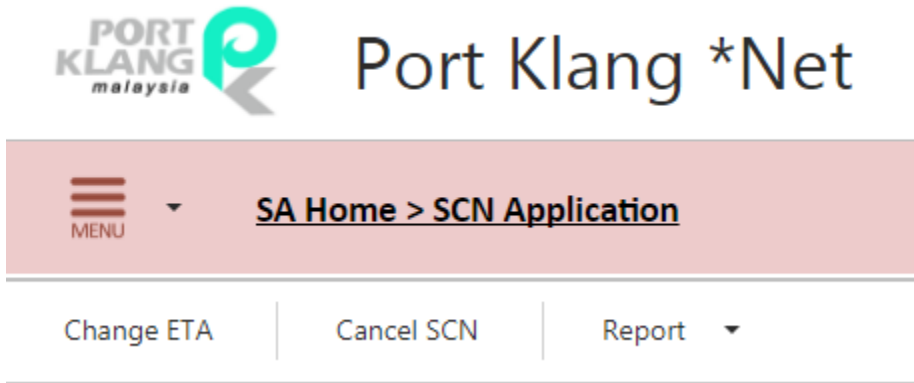 PORT
KLANG
malaysia
Port Klang *Net
MENU
SA Home > SCN Application
Change ETA
Cancel SCN
Report